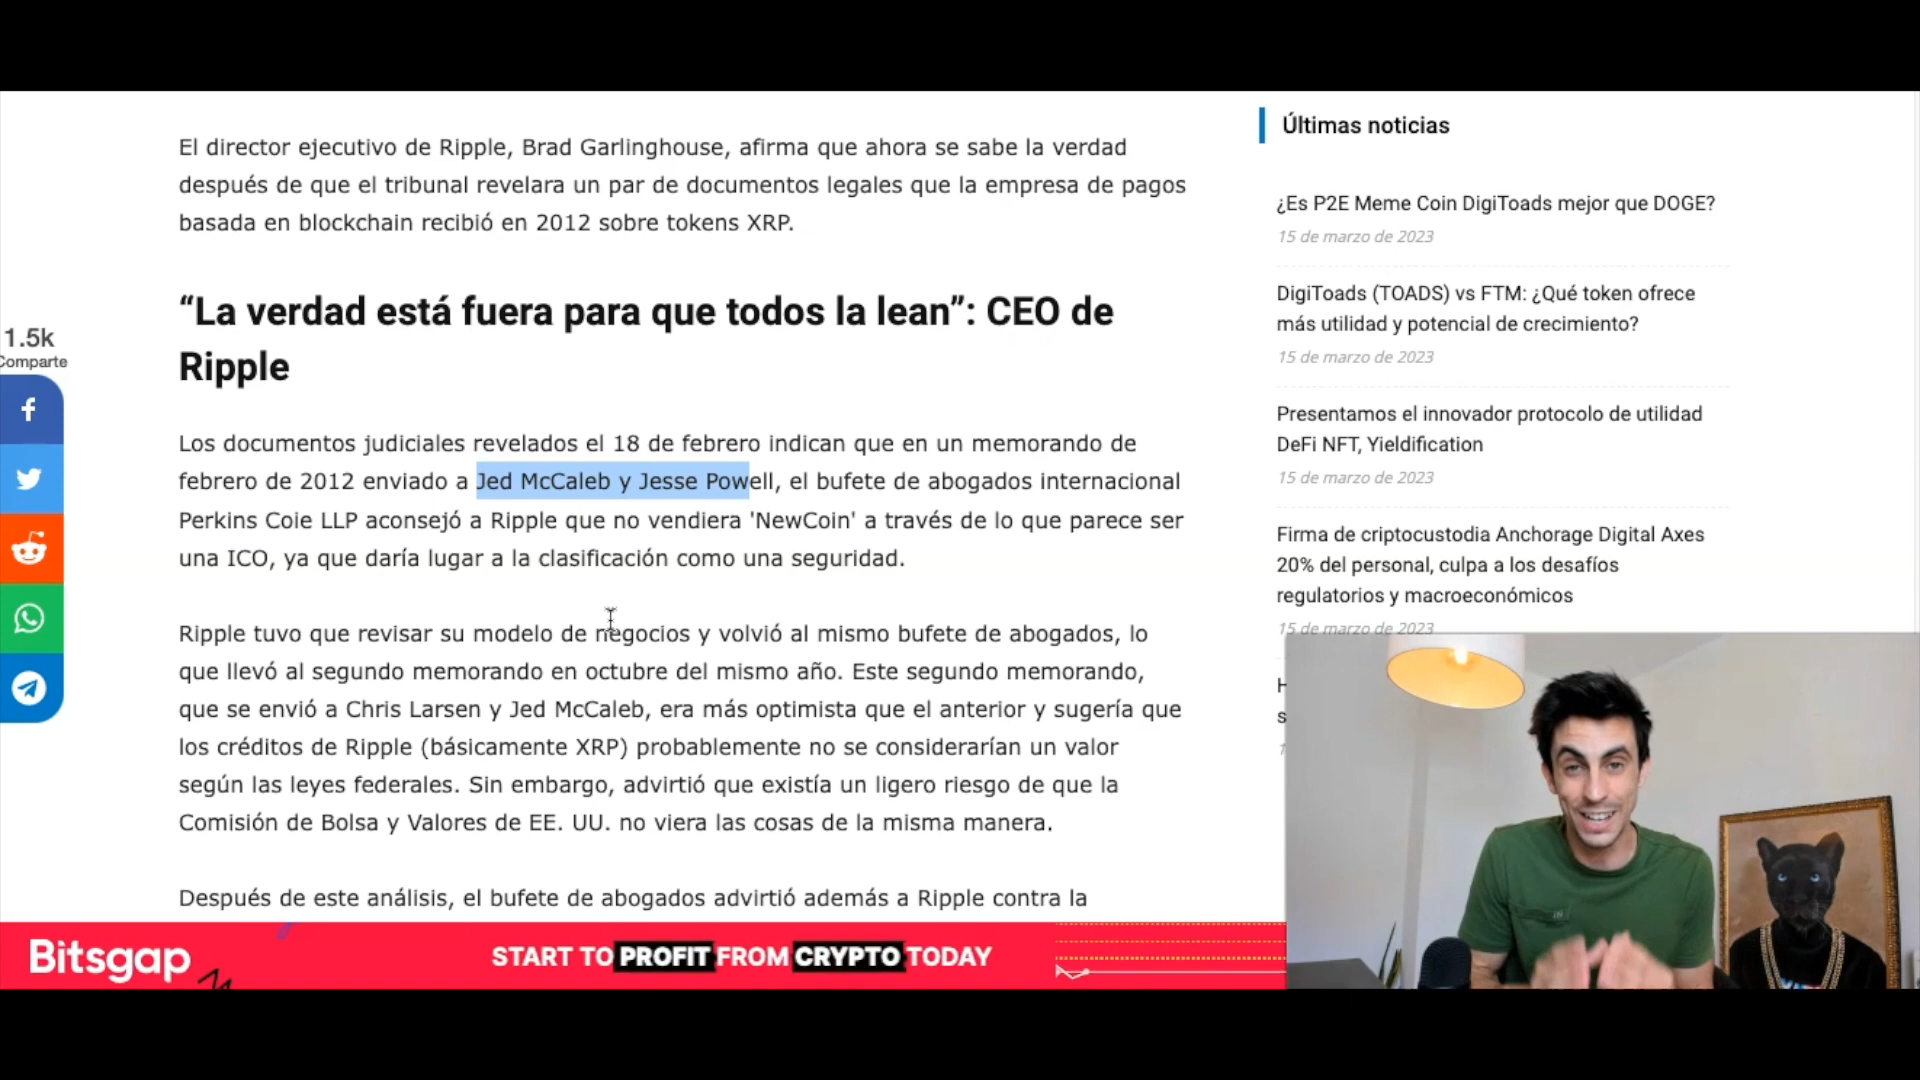 El director ejecutivo de Ripple, Brad Garlinghouse, afirma que ahora se sabe la verdad
después de que el tribunal revelara un par de documentos legales que la empresa de pagos
basada en blockchain recibió en 2012 sobre tokens XRP.
“La verdad está fuera para que todos la lean”: CEO de
Ripple
1.5k
Comparte
Los documentos judiciales revelados el 18 de febrero indican que en un memorando de
febrero de 2012 enviado a Jed McCaleb y Jesse Powell, el bufete de abogados internacional
Perkins Coie LLP aconsejó a Ripple que no vendiera 'NewCoin' a través de lo que parece ser
una ICO, ya que daría lugar a la clasificación como una seguridad.
Ripple tuvo que revisar su modelo de negocios y volvió al mismo bufete de abogados, lo
que llevó al segundo memorando en octubre del mismo año. Este segundo memorando,
que se envió a Chris Larsen y Jed McCaleb, era más optimista que el anterior y sugería que
los créditos de Ripple (básicamente XRP) probablemente no se considerarían un valor
según las leyes federales. Sin embargo, advirtió que existía un ligero riesgo de que la
Comisión de Bolsa y Valores de EE. UU. no viera las cosas de la misma manera.
Después de este análisis, el bufete de abogados advirtió además a Ripple contra la
Últimas noticias
¿Es P2E Meme Coin DigiToads mejor que DOGE?
15 de marzo de 2023
DigiToads (TOADS) vs FTM: ¿Qué token ofrece
más utilidad y potencial de crecimiento?
15 de marzo de 2023
Presentamos el innovador protocolo de utilidad
DeFi NFT, Yieldification
15 de marzo de 2023
Firma de criptocustodia Anchorage Digital Axes
20% del personal, culpa a los desafíos
regulatorios y macroeconómicos
15 de marzo de 2023
Bitsgap
START TO PROFIT FROM CRYPTO TODAY